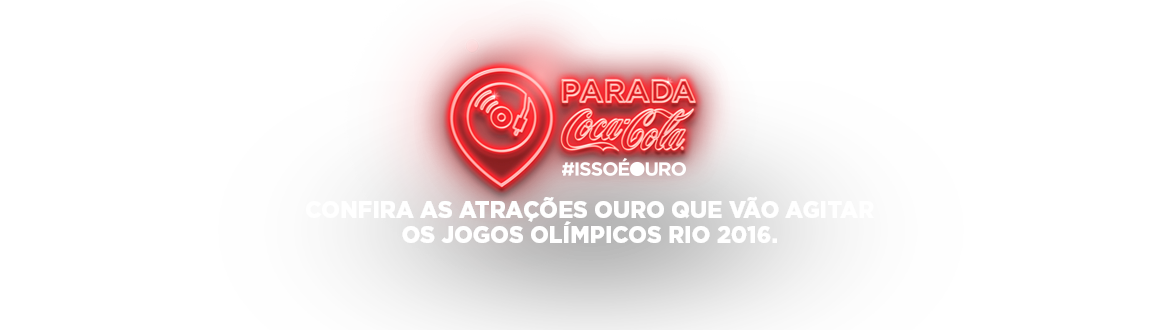 PARADA
Coca-Cola
#ISSOÉOURO
CONFIRA AS ATRAÇÕES OURO QUE VÃO AGITAR
OS JOGOS OLÍMPICOS RIO 2016.